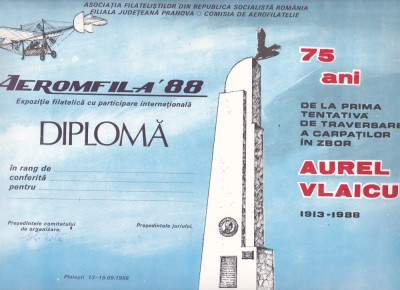 ASOCIAȚIA FILATELIȘTILOR DIN REPUBLICA SOCIALISTĂ ROMÂNIA
FILIALA JUDEȚEANĂ PRAHOVA ○ COMISIA DE AEROFILATELIE
AEROMFILA'88
Expoziție filatelică cu participare internațională
DIPLOMĂ
în rang de
conferită
pentru
Președintele comitetului
de organizare,
Președintele juriului.
Ploiești 13-19.09.1988
75
ani
DE LA PRIMA
TENTATIVĂ
DE TRAVERSARE
A CARPAȚILOR
ÎN ZBOR
AUREL
VLAICU
1913-1988